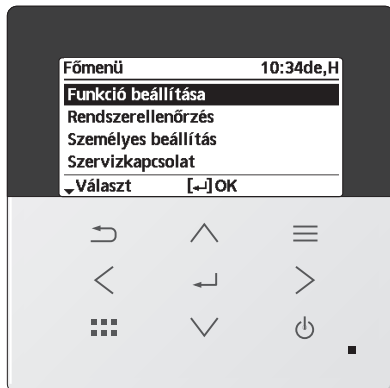 Főmenü 10:34de,H
Funkció beállítása
Rendszerellenőrzés
Személyes beállítás
Szervizkapcsolat
Választ [↵]OK